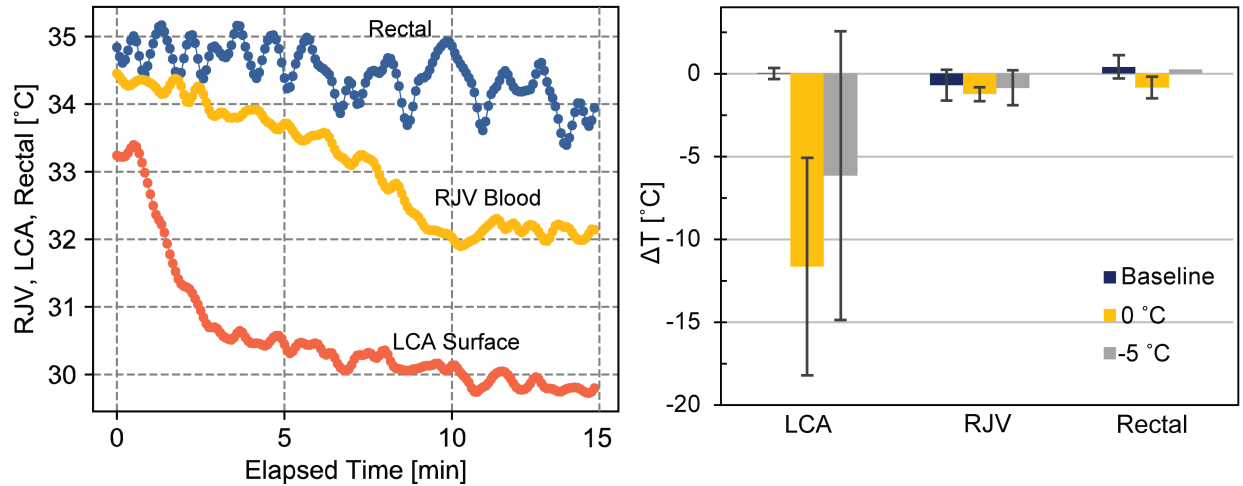 RJV, LCA, Rectal [˚C]
35
34
33
32
31
30
Rectal
RJV Blood
LCA Surface
0
5
10
15
Elapsed Time [min]
ΔT [˚C]
0
-5
-10
-15
-20
Baseline
0 ˚C
-5 ˚C
LCA
RJV
Rectal